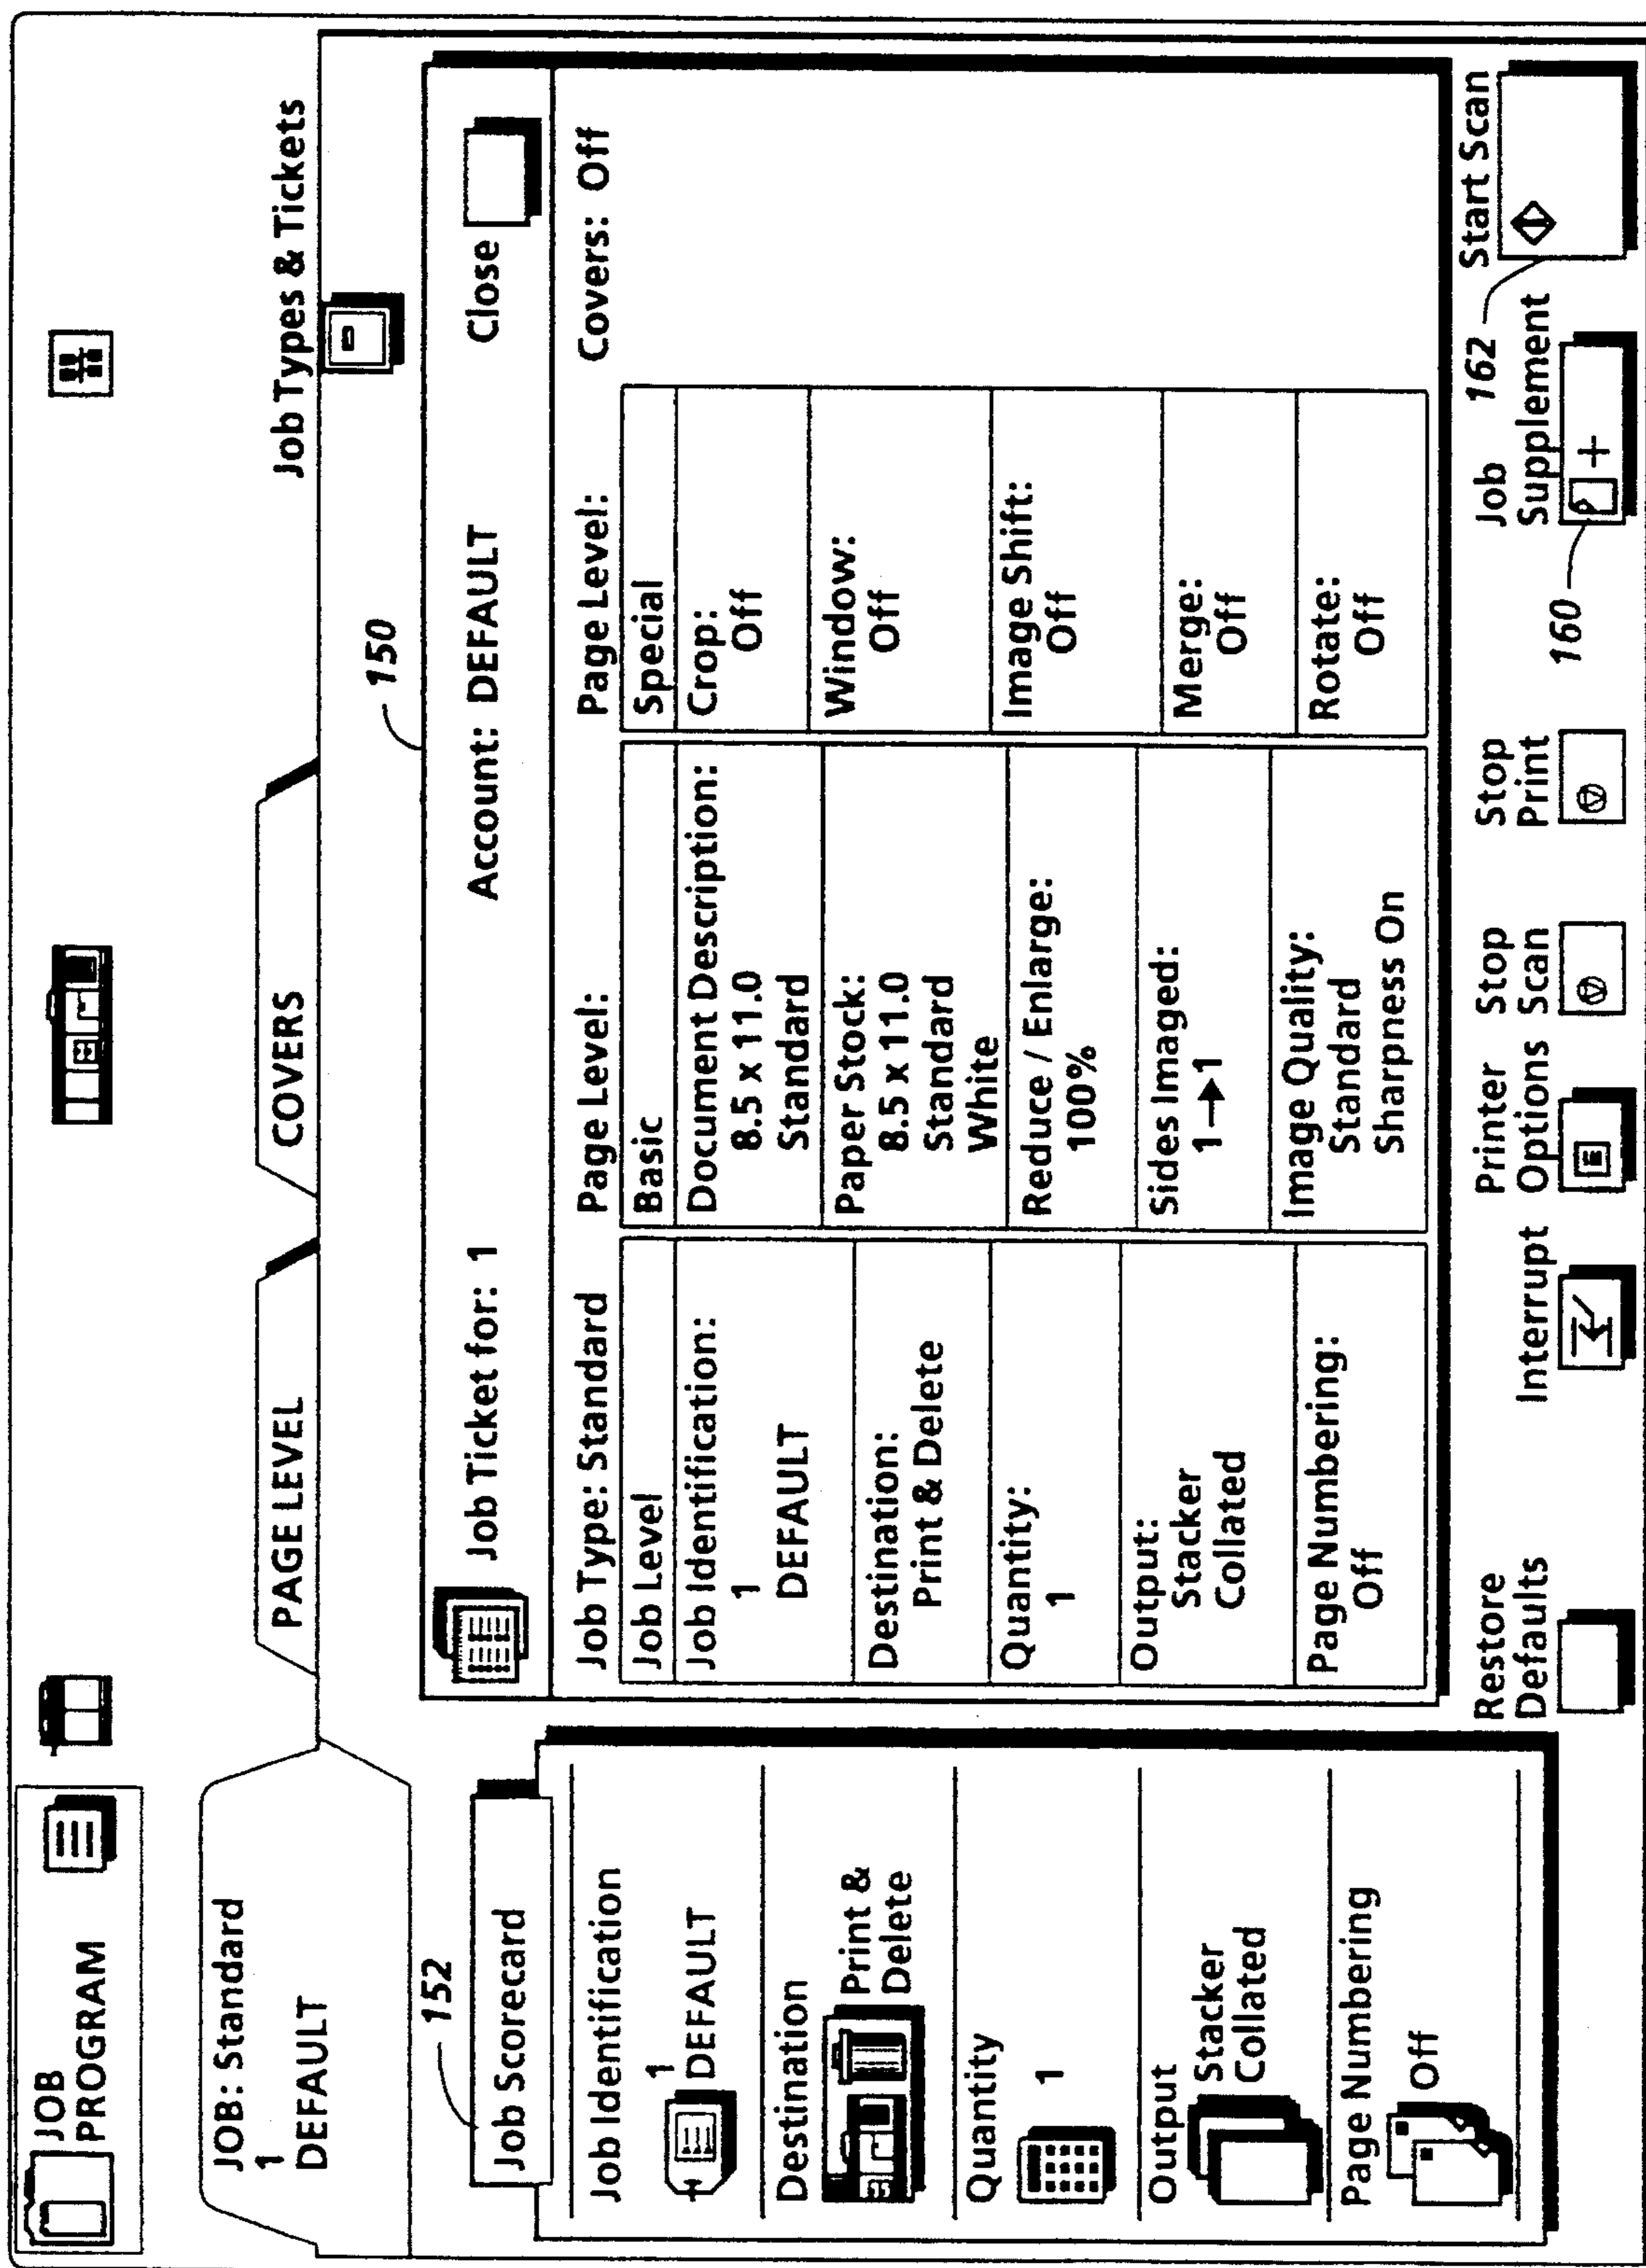 JOB
PROGRAM
JOB: Standard
1
DEFAULT
PAGE LEVEL
COVERS
Job Types & Tickets
152
Job Scorecard
Job Identification
1
DEFAULT
Destination
Print &
Delete
Quantity
1
Output
Stacker
Collated
Page Numbering
Off
150
Job Ticket for: 1
Account: DEFAULT
Close
Job Type: Standard
Job Level
Job Identification:
1
DEFAULT
Destination:
Print & Delete
Quantity:
1
Output:
Stacker
Collated
Page Numbering:
Off
Page Level:
Basic
Document Description:
8.5 x 11.0
Standard
Paper Stock:
8.5 x 11.0
Standard
White
Reduce / Enlarge:
100%
Sides Imaged:
1→1
Image Quality:
Standard
Sharpness On
Page Level:
Special
Crop:
Off
Window:
Off
Image Shift:
Off
Merge:
Off
Rotate:
Off
Covers: Off
Restore
Defaults
Interrupt
Printer
Options
Stop
Scan
Stop
Print
Job
Supplement
160
162
Start Scan